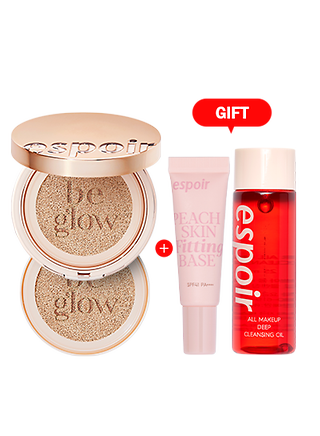 GIFT
espoir
be
glow
be
glow
+
espoir
PEACH
SKIN
fitting
BASE
espoir
ALL MAKEUP
DEEP
CLEANSING OIL